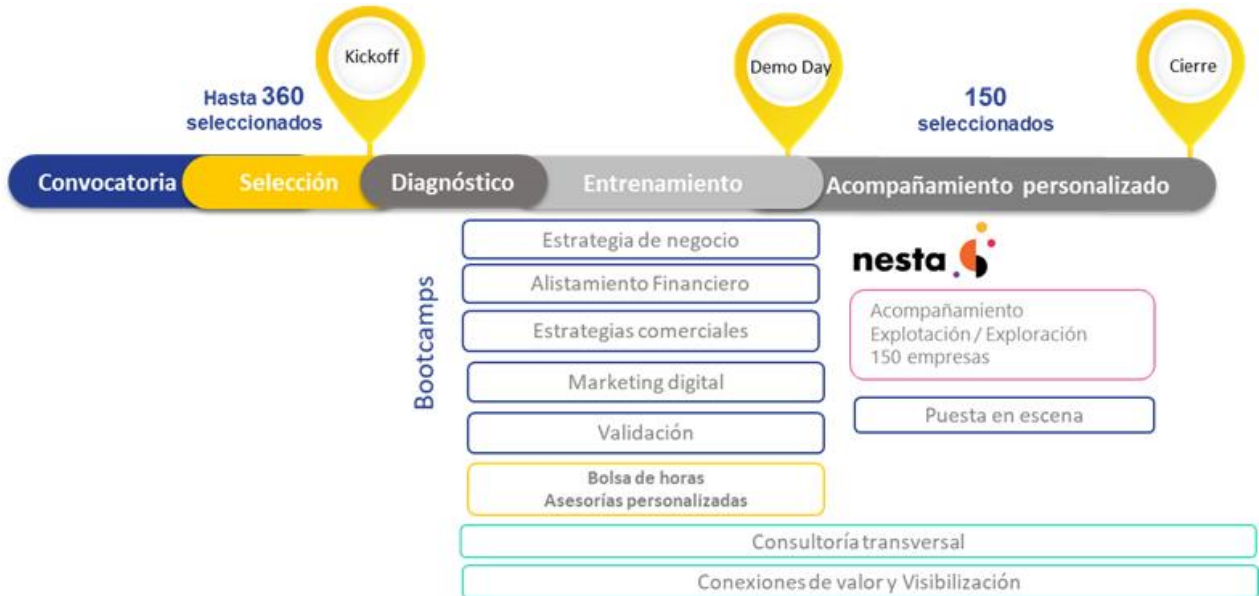 Kickoff
Demo Day
Cierre
Hasta 360
seleccionados
150
seleccionados
Convocatoria
Selección
Diagnóstico
Entrenamiento
Acompañamiento personalizado
Bootcamps
Estrategia de negocio
Alistamiento Financiero
Estrategias comerciales
Marketing digital
Validación
Bolsa de horas
Asesorías personalizadas
nesta
Acompañamiento
Explotación / Exploración
150 empresas
Puesta en escena
Consultoría transversal
Conexiones de valor y Visibilización